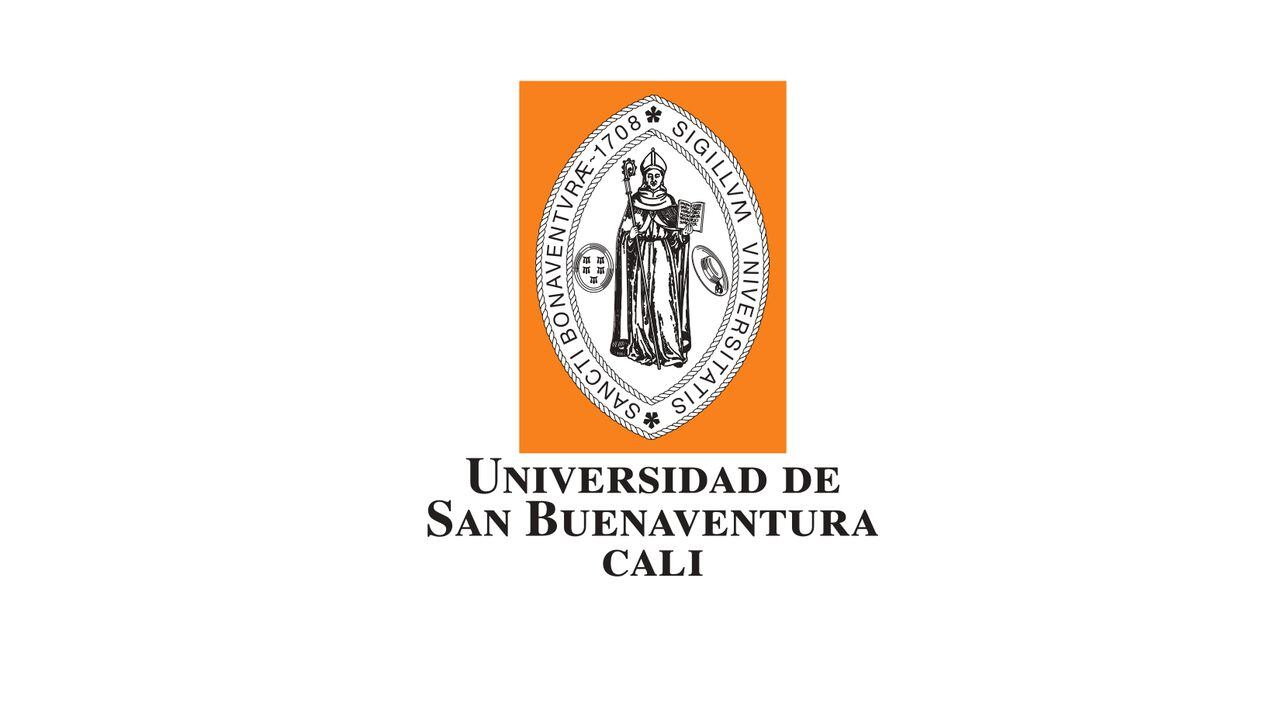 SIGILLVM VNIVERSITATIS
SANCTI BONAVENTVRÆ~1708
UNIVERSIDAD DE
SAN BUENAVENTURA
CALI